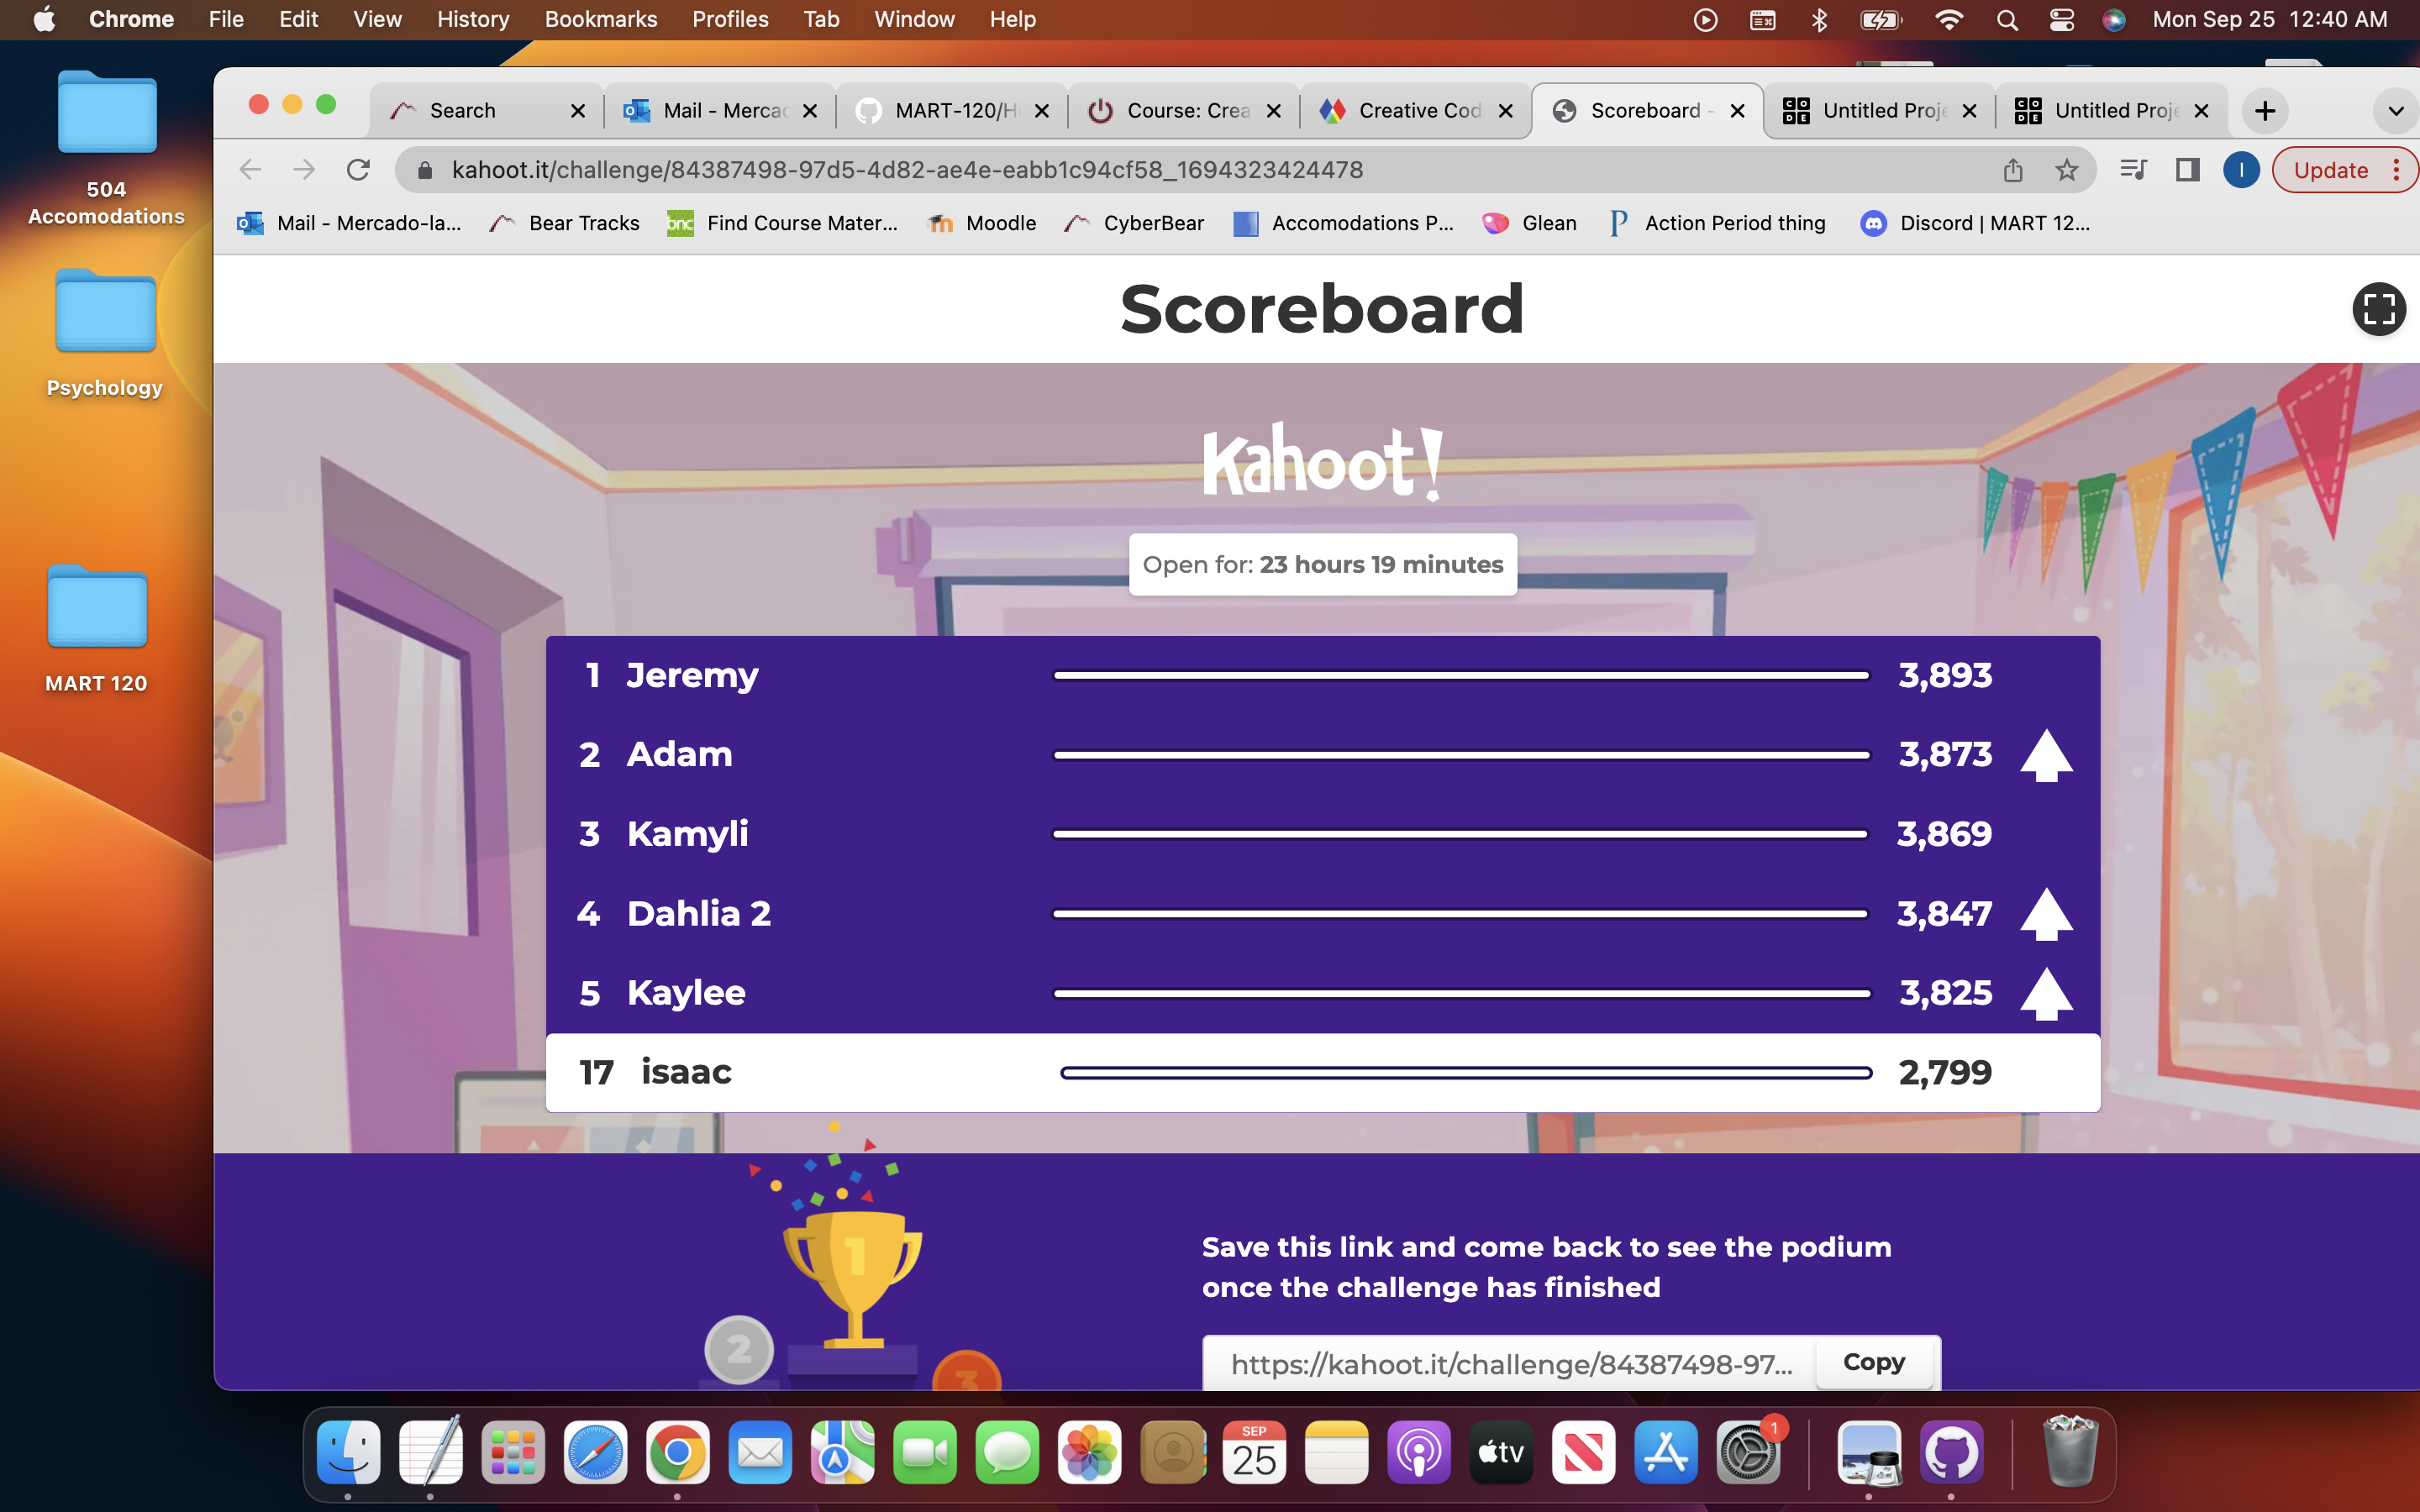 Chrome File Edit View History Bookmarks Profiles Tab Window Help Mon Sep 25 12:40 AM
504
Accomodations
Psychology
MART 120
Search Mail - Mercad MART-120/H Course: Crea Creative Cod Scoreboard - Untitled Proje Untitled Proje
kahoot.it/challenge/84387498-97d5-4d82-ae4e-eabb1c94cf58_1694323424478 I Update
Mail - Mercado-la... Bear Tracks bnc Find Course Mater... Moodle CyberBear Accomodations P... Glean P Action Period thing Discord | MART 12...
Scoreboard
Kahoot!
Open for: 23 hours 19 minutes
1 Jeremy 3,893
2 Adam 3,873
3 Kamyli 3,869
4 Dahlia 2 3,847
5 Kaylee 3,825
17 isaac 2,799
1
2
3
Save this link and come back to see the podium
once the challenge has finished
https://kahoot.it/challenge/84387498-97... Copy
SEP
25
tv
1